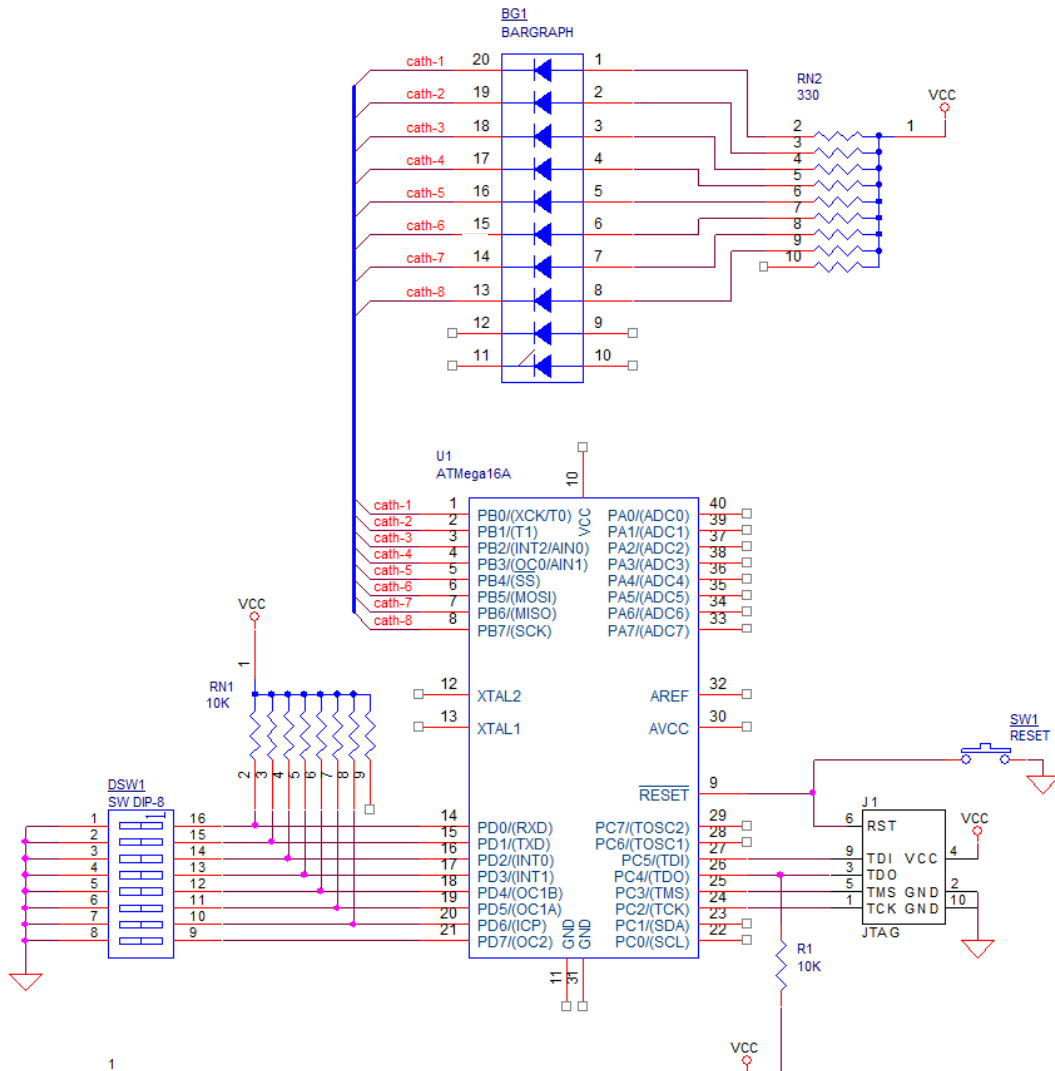 BG1
BARGRAPH
cath-1 20 1
cath-2 19 2
cath-3 18 3
cath-4 17 4
cath-5 16 5
cath-6 15 6
cath-7 14 7
cath-8 13 8
12 9
11 10
RN2
330
VCC
1
2
3
4
5
6
7
8
9
10
U1
ATMega16A
10
VCC
cath-1 1 PB0/(XCK/T0) PA0/(ADC0) 40
cath-2 2 PB1/(T1) PA1/(ADC1) 39
cath-3 3 PB2/(INT2/AIN0) PA2/(ADC2) 37
cath-4 4 PB3/(OC0/AIN1) PA3/(ADC3) 38
cath-5 5 PB4/(SS) PA4/(ADC4) 36
cath-6 6 PB5/(MOSI) PA5/(ADC5) 35
cath-7 7 PB6/(MISO) PA6/(ADC6) 34
cath-8 8 PB7/(SCK) PA7/(ADC7) 33
12 XTAL2 AREF 32
13 XTAL1 AVCC 30
RESET 9
VCC
1
RN1
10K
2 3 4 5 6 7 8 9
DSW1
SW DIP-8
1
1 16
2 15
3 14
4 13
5 12
6 11
7 10
8 9
14 PD0/(RXD) PC7/(TOSC2) 29
15 PD1/(TXD) PC6/(TOSC1) 28
16 PD2/(INT0) PC5/(TDI) 27
17 PD3/(INT1) PC4/(TDO) 26
18 PD4/(OC1B) PC3/(TMS) 25
19 PD5/(OC1A) PC2/(TCK) 24
20 PD6/(ICP) PC1/(SDA) 23
21 PD7/(OC2) PC0/(SCL) 22
GND GND
11 31
SW1
RESET
J1
6 RST
VCC
9 TDI VCC 4
3 TDO
5 TMS GND 2
1 TCK GND 10
JTAG
R1
10K
VCC
1